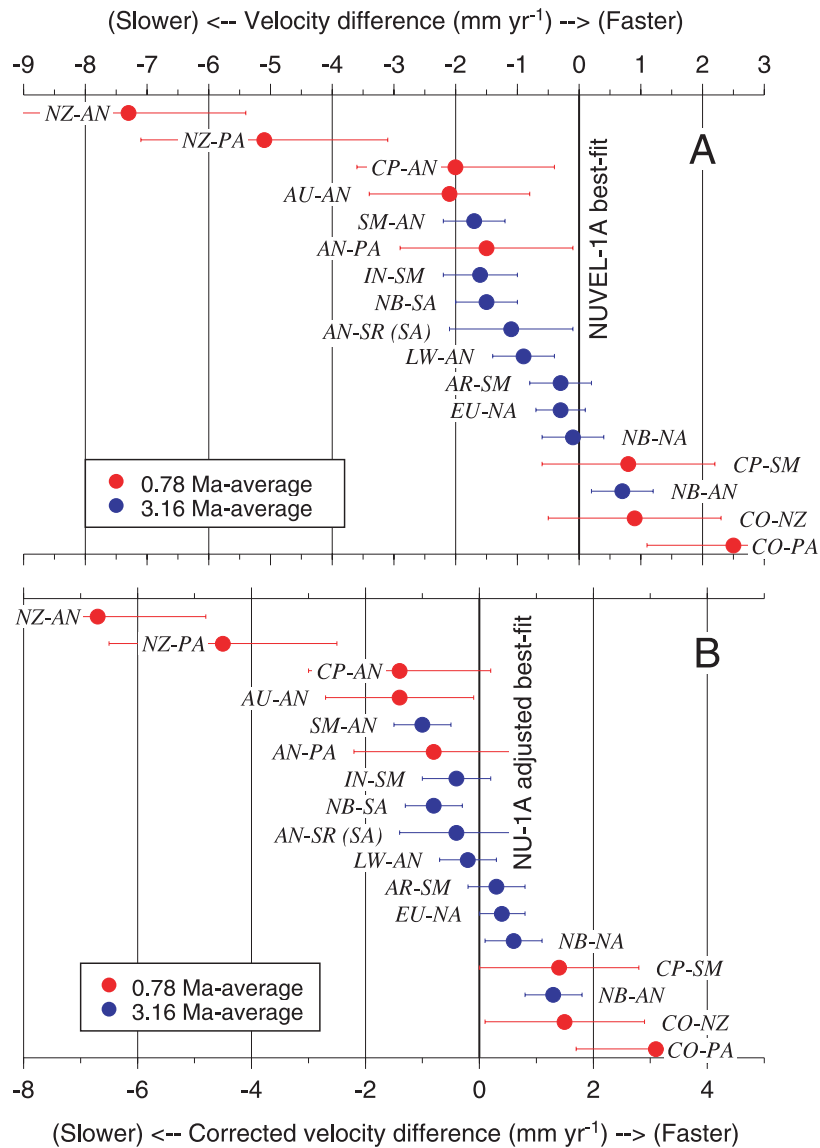 (Slower) <-- Velocity difference (mm yr⁻¹) --> (Faster)
-9 -8 -7 -6 -5 -4 -3 -2 -1 0 1 2 3
NZ-AN
NZ-PA
A
CP-AN
AU-AN
SM-AN
AN-PA
IN-SM
NB-SA
AN-SR (SA)
LW-AN
AR-SM
EU-NA
NUVEL-1A best-fit
NB-NA
CP-SM
NB-AN
CO-NZ
CO-PA
0.78 Ma-average
3.16 Ma-average
NZ-AN
NZ-PA
B
CP-AN
AU-AN
SM-AN
AN-PA
IN-SM
NB-SA
AN-SR (SA)
LW-AN
AR-SM
EU-NA
NU-1A adjusted best-fit
NB-NA
CP-SM
NB-AN
CO-NZ
CO-PA
0.78 Ma-average
3.16 Ma-average
-8 -6 -4 -2 0 2 4
(Slower) <-- Corrected velocity difference (mm yr⁻¹) --> (Faster)